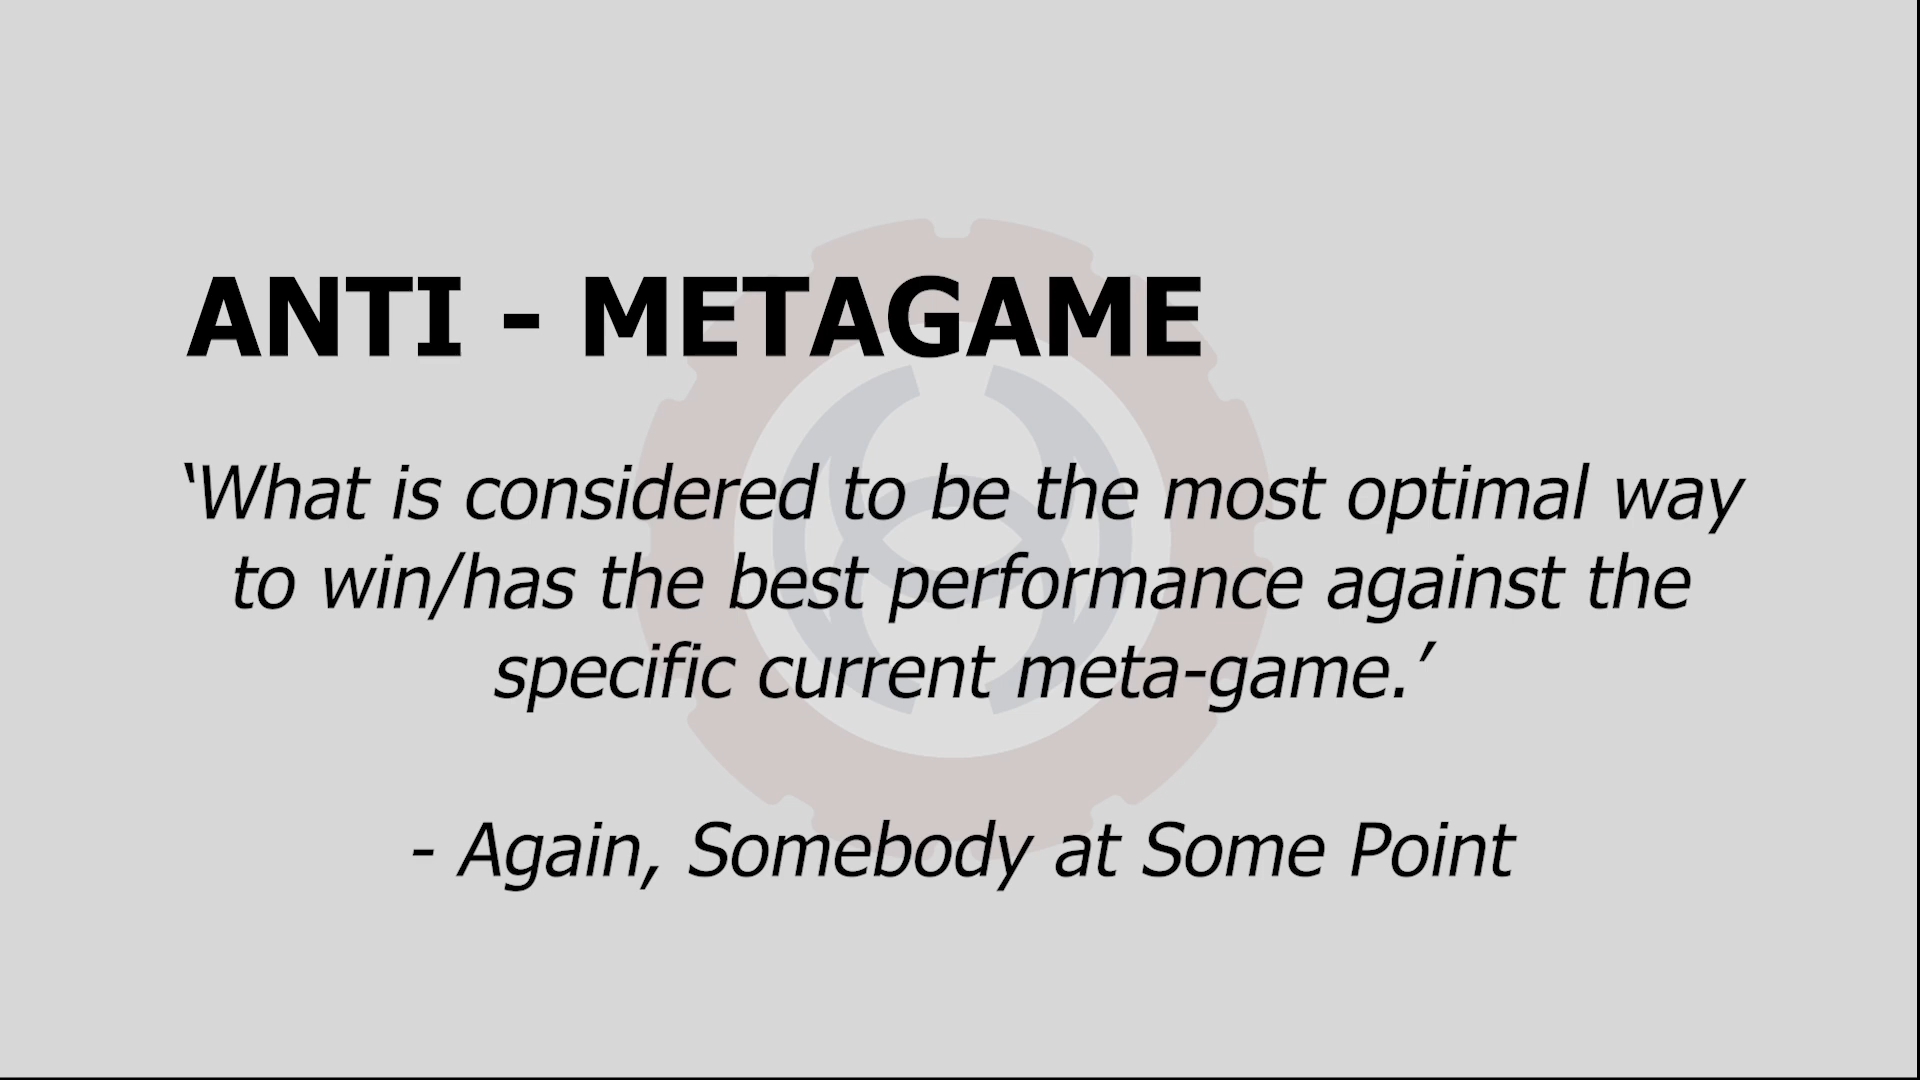 ANTI - METAGAME
‘What is considered to be the most optimal way
to win/has the best performance against the
specific current meta-game.’
- Again, Somebody at Some Point